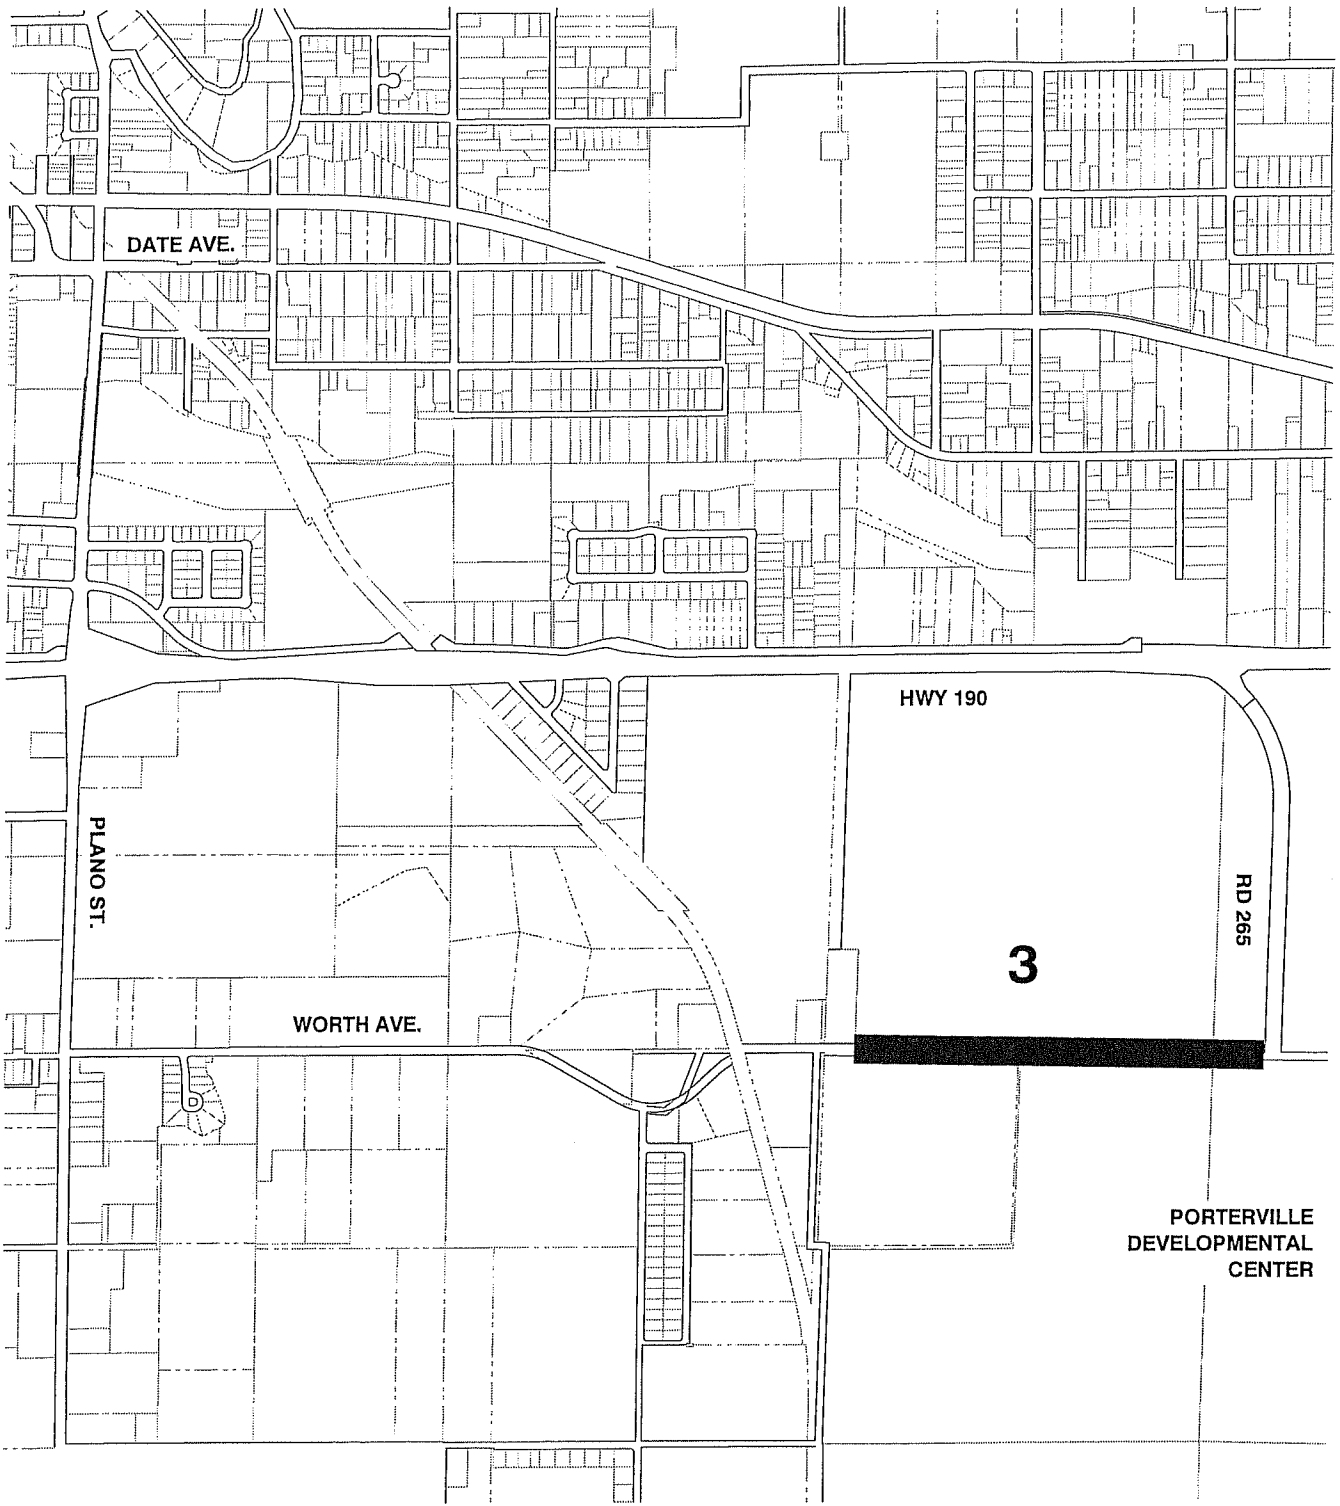 DATE AVE.
HWY 190
PLANO ST.
RD 265
3
WORTH AVE.
PORTERVILLE
DEVELOPMENTAL
CENTER